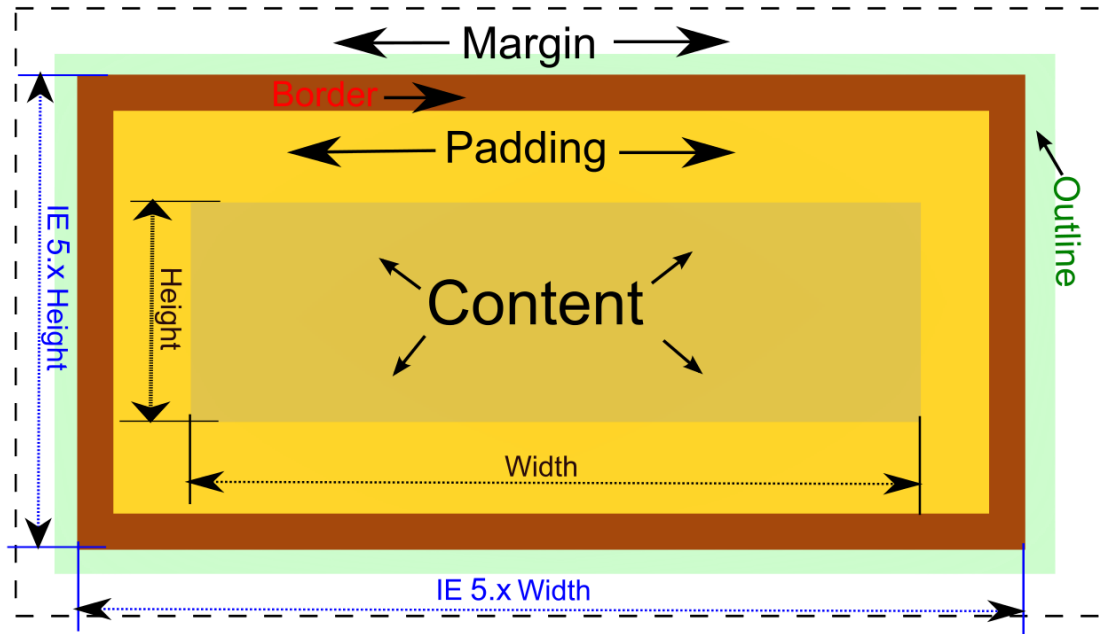 Margin
Border
Padding
Outline
IE 5.x Height
Height
Content
Width
IE 5.x Width